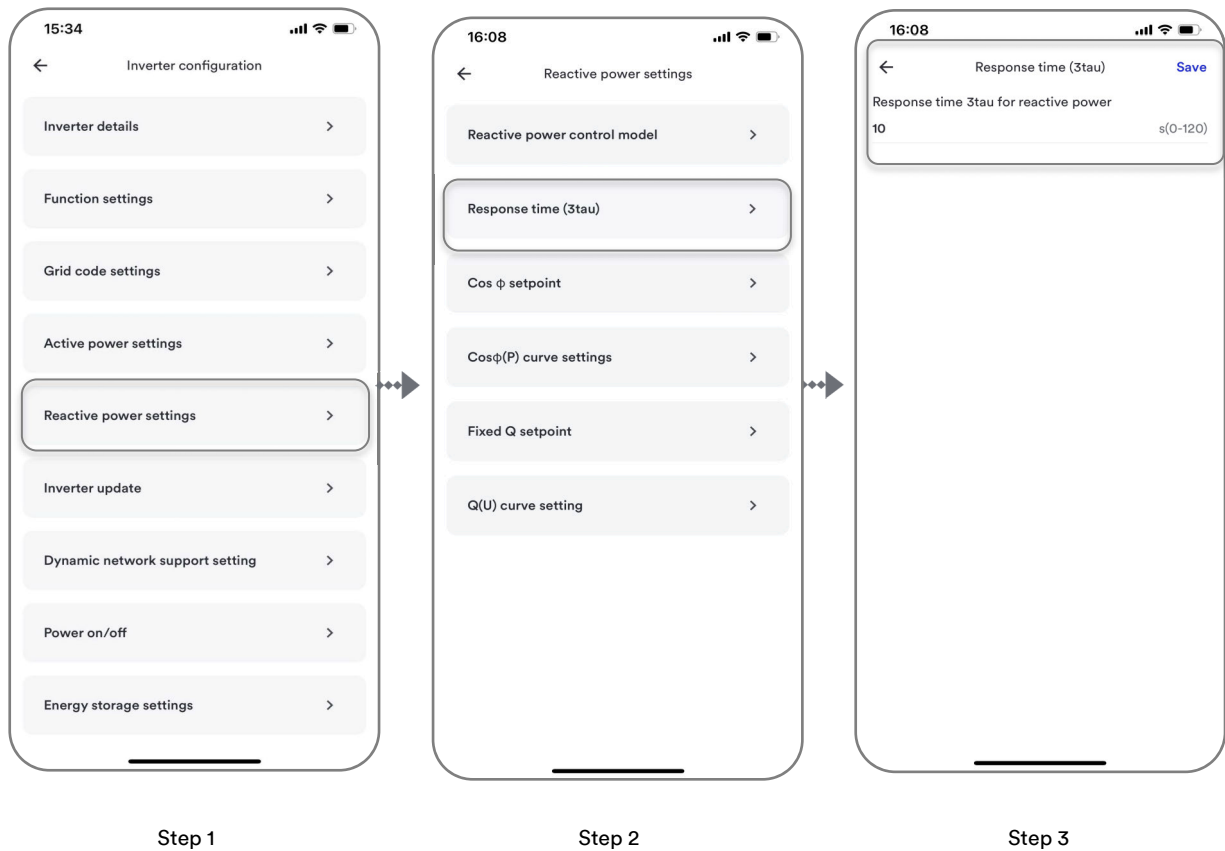 15:34
Inverter configuration
Inverter details
Function settings
Grid code settings
Active power settings
Reactive power settings
Inverter update
Dynamic network support setting
Power on/off
Energy storage settings
Step 1
16:08
Reactive power settings
Reactive power control model
Response time (3tau)
Cos ϕ setpoint
Cosϕ(P) curve settings
Fixed Q setpoint
Q(U) curve setting
Step 2
16:08
Response time (3tau) Save
Response time 3tau for reactive power
10 s(0-120)
Step 3